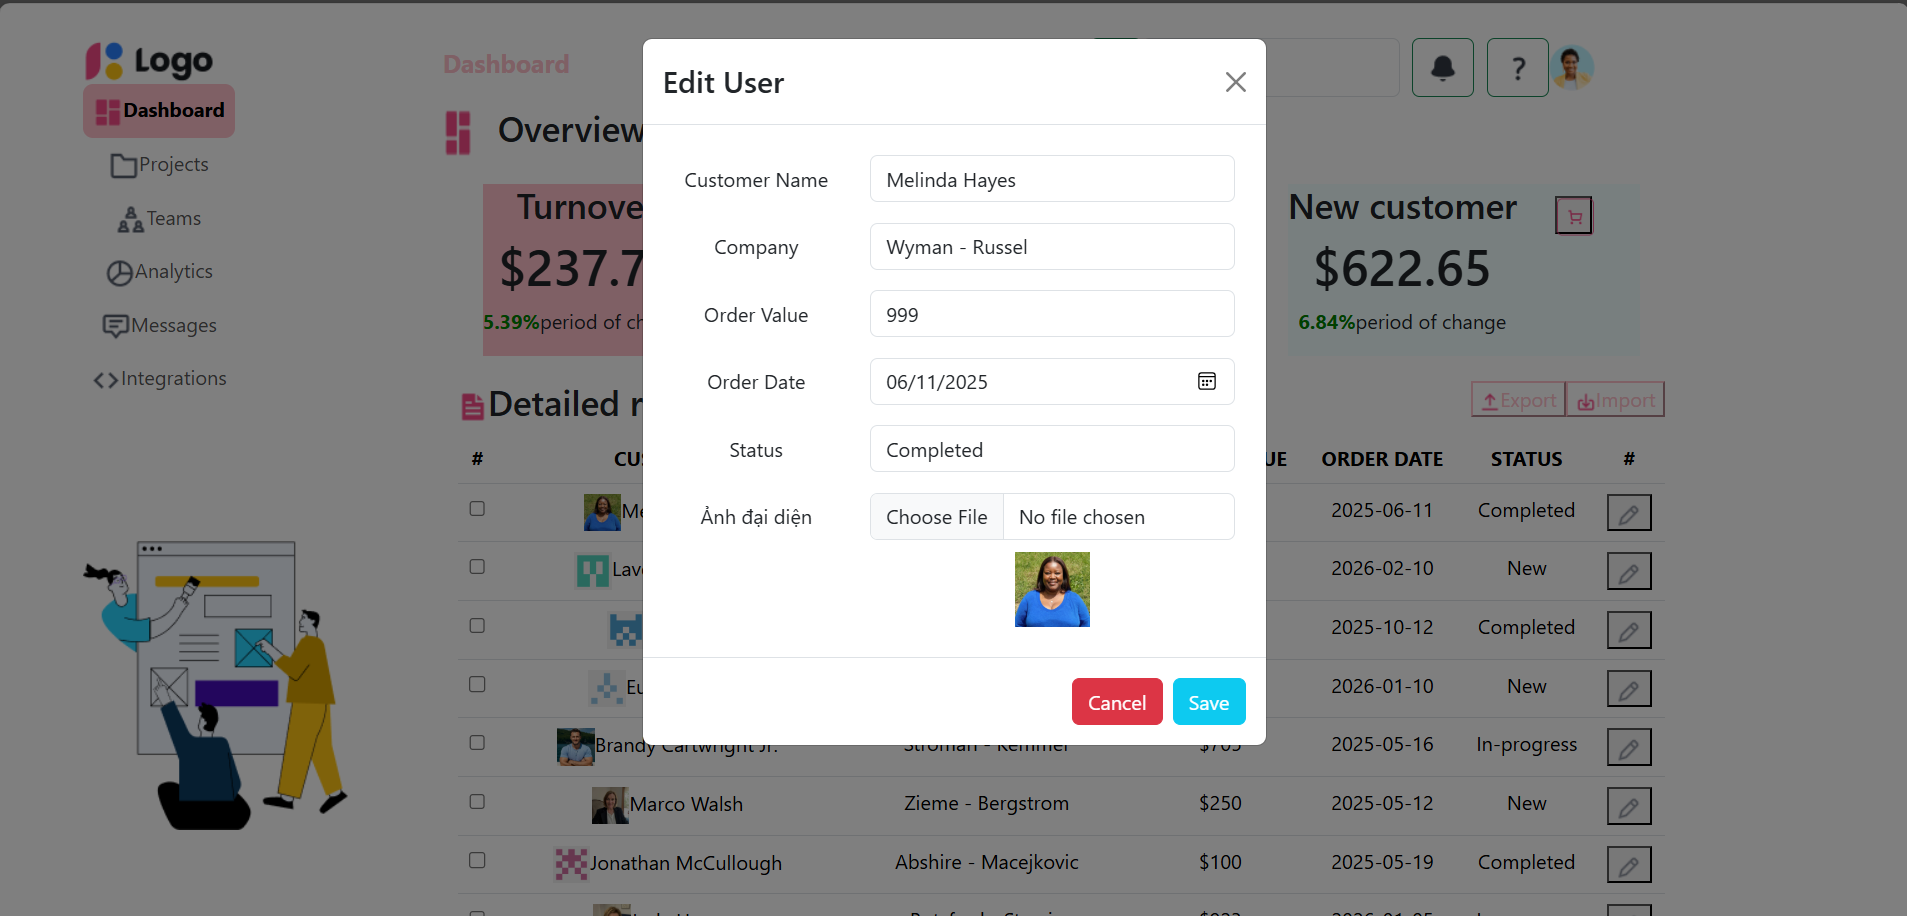 Logo
Dashboard
Projects
Teams
Analytics
Messages
Integrations
Dashboard
?
Overview
Turnove
$237.7
5.39%period of ch
New customer
$622.65
6.84%period of change
Detailed r
Export
Import
# CUS UE ORDER DATE STATUS #
Me 2025-06-11 Completed
Lave 2026-02-10 New
2025-10-12 Completed
Eu 2026-01-10 New
Brandy Cartwright Jr. Stroman - Kemmer $705 2025-05-16 In-progress
Marco Walsh Zieme - Bergstrom $250 2025-05-12 New
Jonathan McCullough Abshire - Macejkovic $100 2025-05-19 Completed
Edit User
Customer Name Melinda Hayes
Company Wyman - Russel
Order Value 999
Order Date 06/11/2025
Status Completed
Ảnh đại diện Choose File No file chosen
Cancel Save